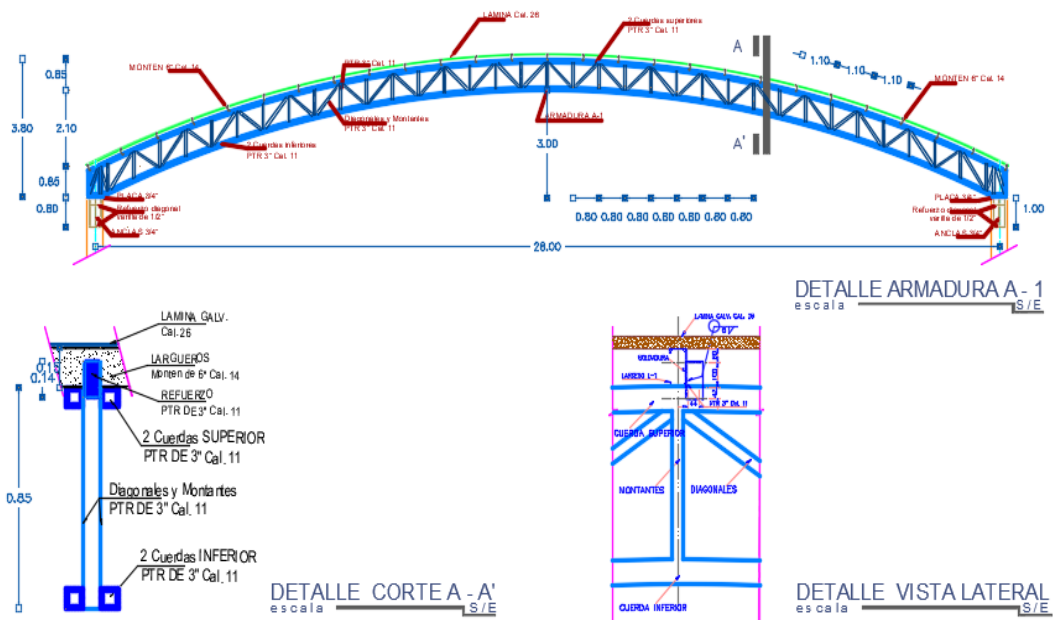 LAMINA Cal. 26
2 Cuerdas superiores
PTR 3" Cal. 11
A
1.10
1.10
1.10
MONTEN 6" Cal. 14
PTR 3" Cal. 11
MONTEN 6" Cal. 14
0.85
3.80
2.10
Diagonales y Montantes
PTR 3" Cal. 11
ARMADURA A-1
A'
2 Cuerdas inferiores
PTR 3" Cal. 11
3.00
0.80
PLACA 3/4"
Refuerzo diagonal
varilla de 1/2"
ANCLAS 3/4"
0.80 0.80 0.80 0.80 0.80 0.80 0.80
PLACA 3/4"
Refuerzo diagonal
varilla de 1/2"
ANCLAS 3/4"
1.00
DETALLE ARMADURA A - 1
escala S/E
LAMINA GALV.
Cal. 26
LARGUEROS
Monten de 6" Cal. 14
0.14
REFUERZO
PTR DE 3" Cal. 11
2 Cuerdas SUPERIOR
PTR DE 3" Cal. 11
0.85
Diagonales y Montantes
PTR DE 3" Cal. 11
2 Cuerdas INFERIOR
PTR DE 3" Cal. 11
DETALLE CORTE A - A'
escala S/E
LARGERO L-1
PTR 3" Cal. 11
CUERDA SUPERIOR
MONTANTES
DIAGONALES
CUERDA INFERIOR
DETALLE VISTA LATERAL
escala S/E